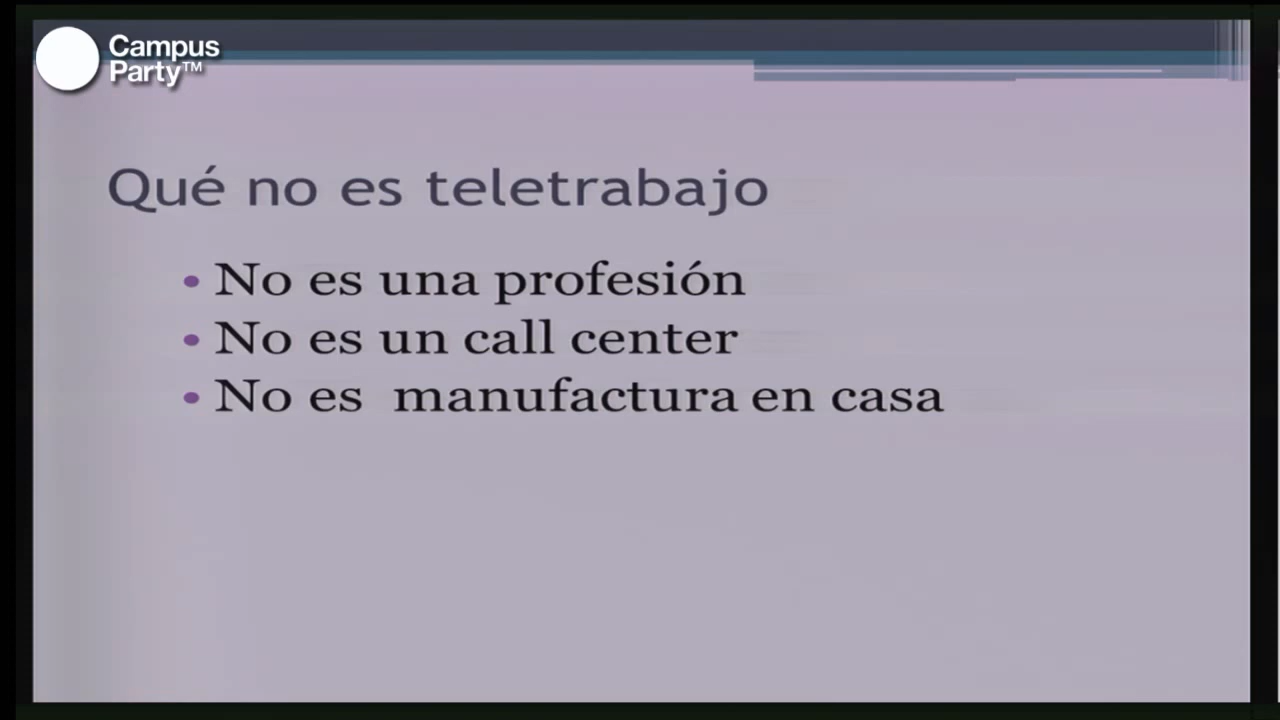 Campus
Party™
Qué no es teletrabajo
• No es una profesión
• No es un call center
• No es manufactura en casa